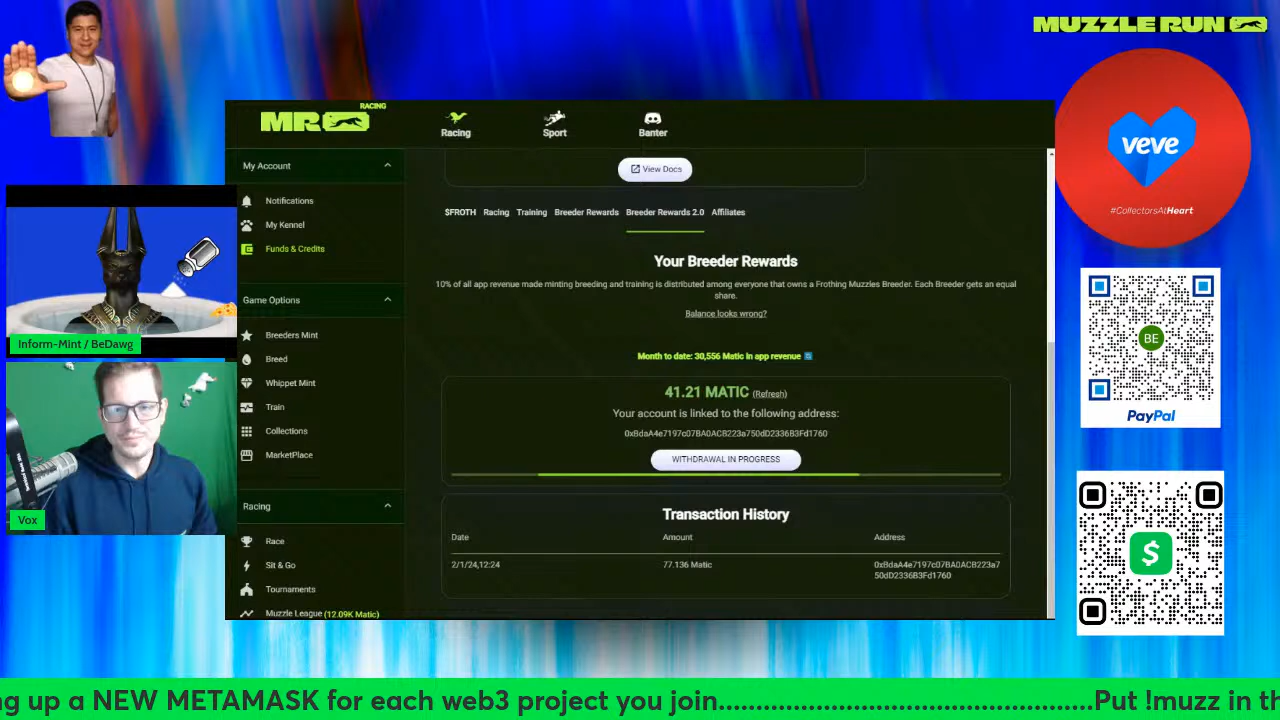 MUZZLE RUN
RACING
MR
Racing
Sport
Banter
veve
#CollectorsAtHeart
My Account
Notifications
My Kennel
Funds & Credits
Game Options
Breeders Mint
Breed
Whippet Mint
Train
Collections
MarketPlace
Racing
Race
Sit & Go
Tournaments
Muzzle League (12.09K Matic)
View Docs
$FROTH Racing Training Breeder Rewards Breeder Rewards 2.0 Affiliates
Your Breeder Rewards
10% of all app revenue made minting breeding and training is distributed among everyone that owns a Frothing Muzzles Breeder. Each Breeder gets an equal
share.
Balance looks wrong?
Month to date: 30,556 Matic in app revenue
41.21 MATIC (Refresh)
Your account is linked to the following address:
0xBdaA4e7197c07BA0ACB223a750dD2336B3Fd1760
WITHDRAWAL IN PROGRESS
Transaction History
Date Amount Address
2/1/24,12:24 77.136 Matic 0xBdaA4e7197c07BA0ACB223a7
50dD2336B3Fd1760
Inform-Mint / BeDawg
Vox
BE
PayPal
$
ng up a NEW METAMASK for each web3 project you join..................................................Put !muzz in th